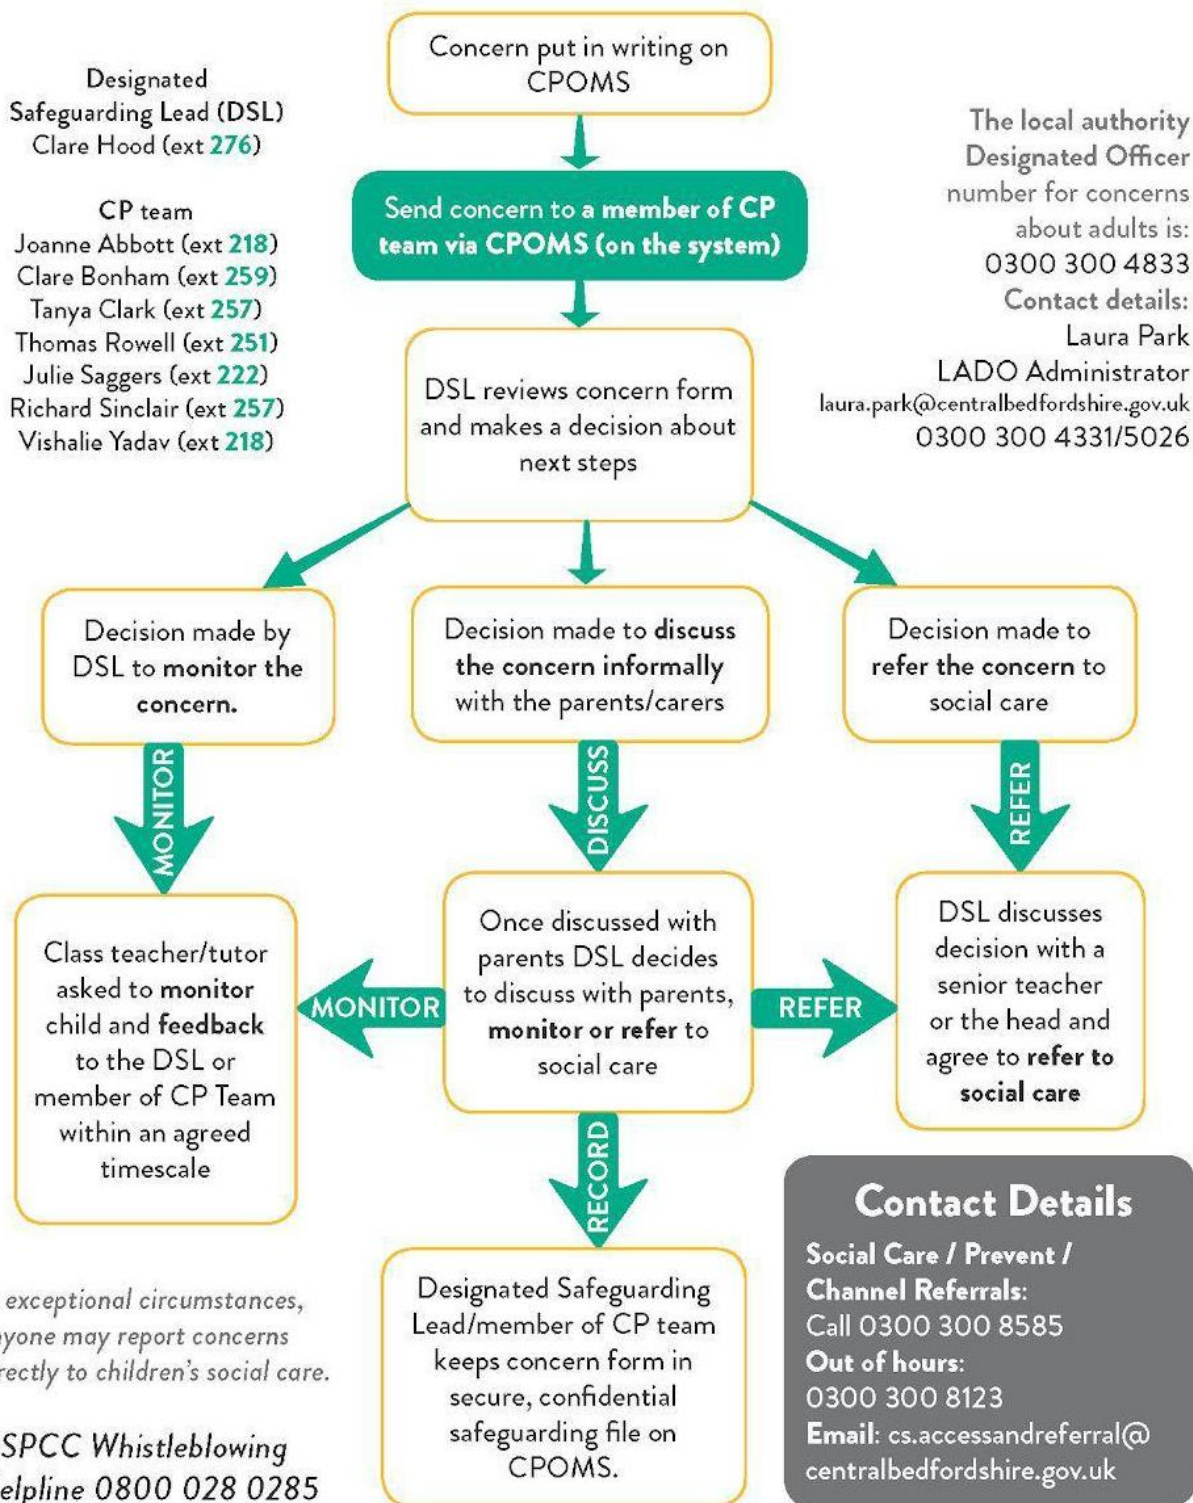 Concern put in writing on
CPOMS
Designated
Safeguarding Lead (DSL)
Clare Hood (ext 276)
CP team
Joanne Abbott (ext 218)
Clare Bonham (ext 259)
Tanya Clark (ext 257)
Thomas Rowell (ext 251)
Julie Saggers (ext 222)
Richard Sinclair (ext 257)
Vishalie Yadav (ext 218)
Send concern to a member of CP
team via CPOMS (on the system)
The local authority
Designated Officer
number for concerns
about adults is:
0300 300 4833
Contact details:
Laura Park
LADO Administrator
laura.park@centralbedfordshire.gov.uk
0300 300 4331/5026
DSL reviews concern form
and makes a decision about
next steps
Decision made by
DSL to monitor the
concern.
Decision made to discuss
the concern informally
with the parents/carers
Decision made to
refer the concern to
social care
MONITOR
DISCUSS
REFER
Class teacher/tutor
asked to monitor
child and feedback
to the DSL or
member of CP Team
within an agreed
timescale
MONITOR
Once discussed with
parents DSL decides
to discuss with parents,
monitor or refer to
social care
REFER
DSL discusses
decision with a
senior teacher
or the head and
agree to refer to
social care
RECORD
Designated Safeguarding
Lead/member of CP team
keeps concern form in
secure, confidential
safeguarding file on
CPOMS.
exceptional circumstances,
yone may report concerns
rectly to children's social care.
SPCC Whistleblowing
elpline 0800 028 0285
Contact Details
Social Care / Prevent /
Channel Referrals:
Call 0300 300 8585
Out of hours:
0300 300 8123
Email: cs.accessandreferral@
centralbedfordshire.gov.uk